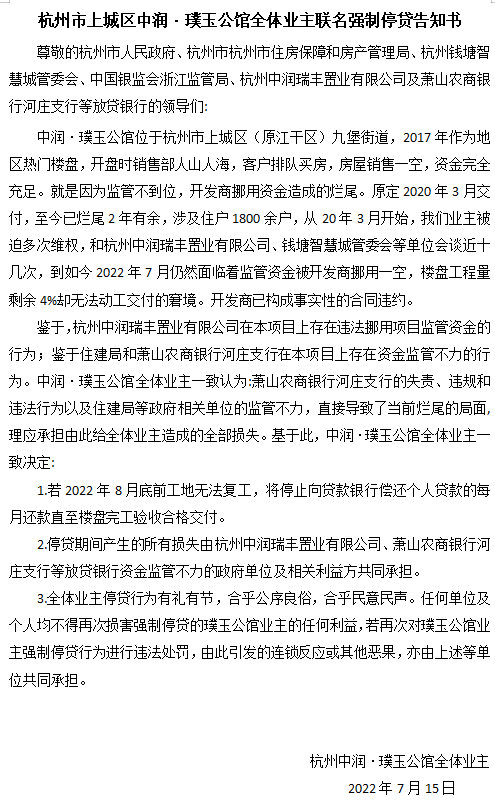 杭州市上城区中润·璞玉公馆全体业主联名强制停贷告知书
尊敬的杭州市人民政府、杭州市杭州市住房保障和房产管理局、杭州钱塘智
慧城管委会、中国银监会浙江监管局、杭州中润瑞丰置业有限公司及萧山农商银
行河庄支行等放贷银行的领导们:
中润·璞玉公馆位于杭州市上城区（原江干区）九堡街道，2017年作为地
区热门楼盘，开盘时销售部人山人海，客户排队买房，房屋销售一空，资金完全
充足。就是因为监管不到位，开发商挪用资金造成的烂尾。原定2020年3月交
付，至今已烂尾2年有余，涉及住户1800余户，从20年3月开始，我们业主被
迫多次维权，和杭州中润瑞丰置业有限公司、钱塘智慧城管委会等单位会谈近十
几次，到如今2022年7月仍然面临着监管资金被开发商挪用一空，楼盘工程量
剩余4%却无法动工交付的窘境。开发商已构成事实性的合同违约。
鉴于，杭州中润瑞丰置业有限公司在本项目上存在违法挪用项目监管资金的
行为；鉴于住建局和萧山农商银行河庄支行在本项目上存在资金监管不力的行
为。中润·璞玉公馆全体业主一致认为:萧山农商银行河庄支行的失责、违规和
违法行为以及住建局等政府相关单位的监管不力，直接导致了当前烂尾的局面,
理应承担由此给全体业主造成的全部损失。基于此，中润·璞玉公馆全体业主一
致决定:
1.若2022年8月底前工地无法复工，将停止向贷款银行偿还个人贷款的每
月还款直至楼盘完工验收合格交付。
2.停贷期间产生的所有损失由杭州中润瑞丰置业有限公司、萧山农商银行河
庄支行等放贷银行资金监管不力的政府单位及相关利益方共同承担。
3.全体业主停贷行为有礼有节，合乎公序良俗，合乎民意民声。任何单位及
个人均不得再次损害强制停贷的璞玉公馆业主的任何利益，若再次对璞玉公馆业
主强制停贷行为进行违法处罚，由此引发的连锁反应或其他恶果，亦由上述等单
位共同承担。
杭州中润·璞玉公馆全体业主
2022年7月15日